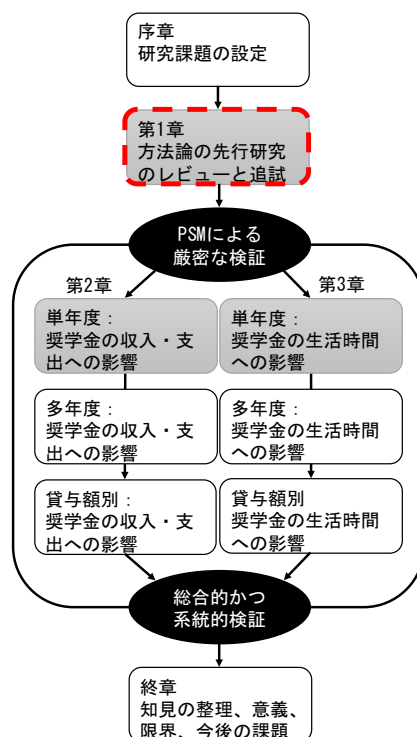 序章
研究課題の設定
第1章
方法論の先行研究
のレビューと追試
PSMによる
厳密な検証
第2章
第3章
単年度：
奨学金の収入・支
出への影響
単年度：
奨学金の生活時間
への影響
多年度：
奨学金の収入・支
出への影響
多年度：
奨学金の生活時間
への影響
貸与額別：
奨学金の収入・支
出への影響
貸与額別
奨学金の生活時間
への影響
総合的かつ
系統的検証
終章
知見の整理、意義、
限界、今後の課題